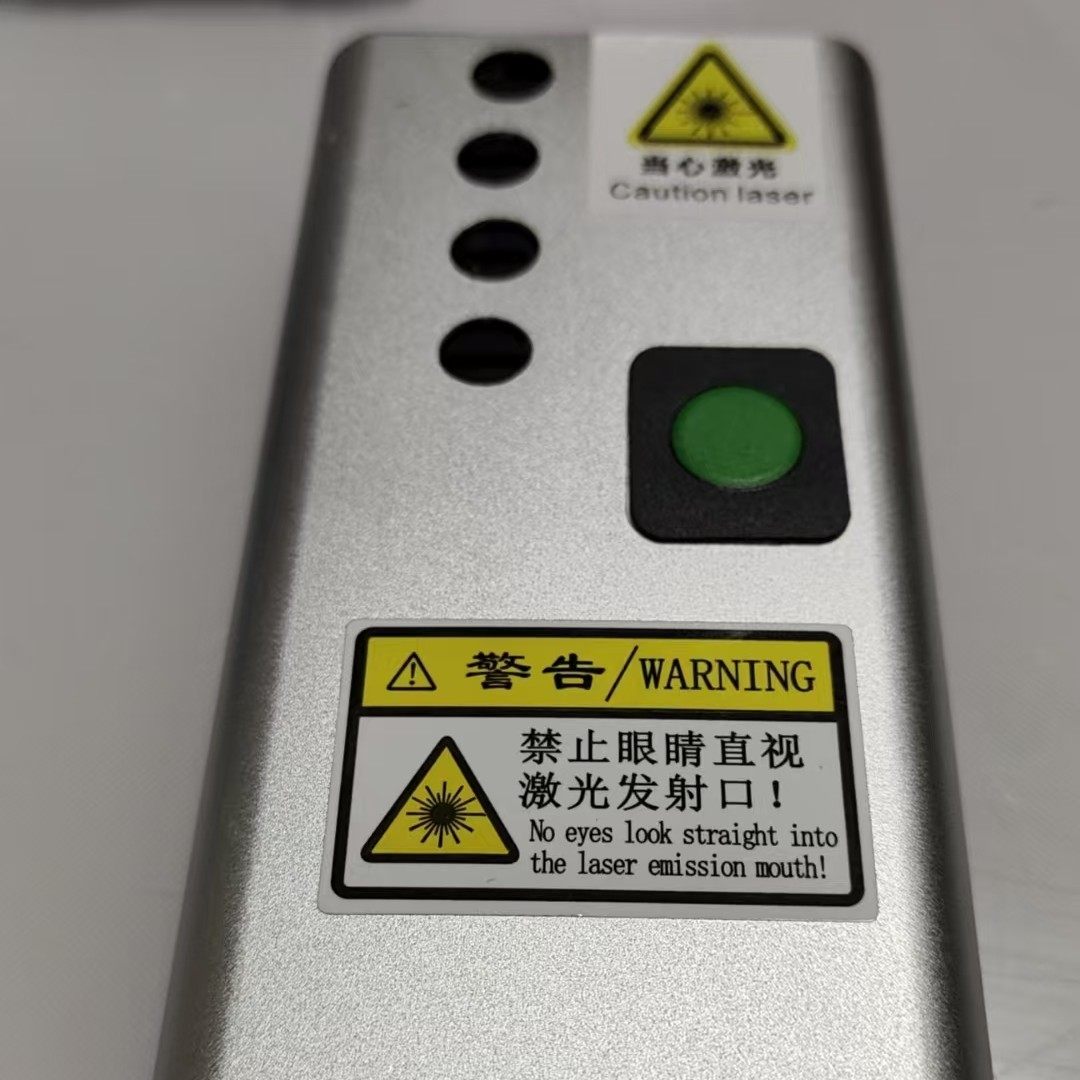 当心激光
Caution laser
警告/WARNING
禁止眼睛直视
激光发射口！
No eyes look straight into
the laser emission mouth!